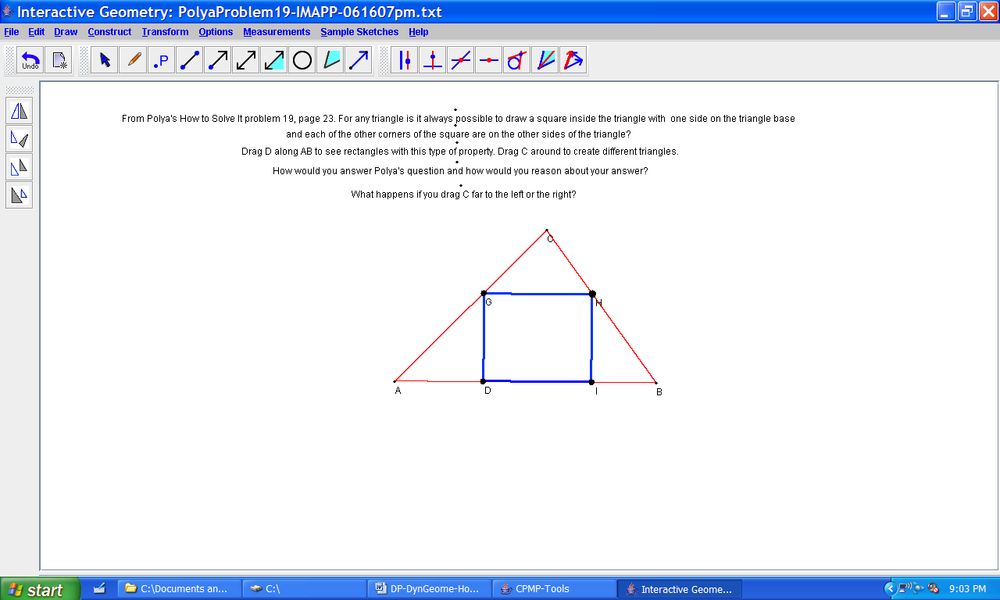 Interactive Geometry: PolyaProblem19-IMAPP-061607pm.txt
File Edit Draw Construct Transform Options Measurements Sample Sketches Help
Undo
.P
From Polya's How to Solve It problem 19, page 23. For any triangle is it always possible to draw a square inside the triangle with one side on the triangle base
and each of the other corners of the square are on the other sides of the triangle?
Drag D along AB to see rectangles with this type of property. Drag C around to create different triangles.
How would you answer Polya's question and how would you reason about your answer?
What happens if you drag C far to the left or the right?
C
G
H
A
D
I
B
start
C:\Documents an...
C:\
DP-DynGeome-Ho...
CPMP-Tools
Interactive Geome...
9:03 PM